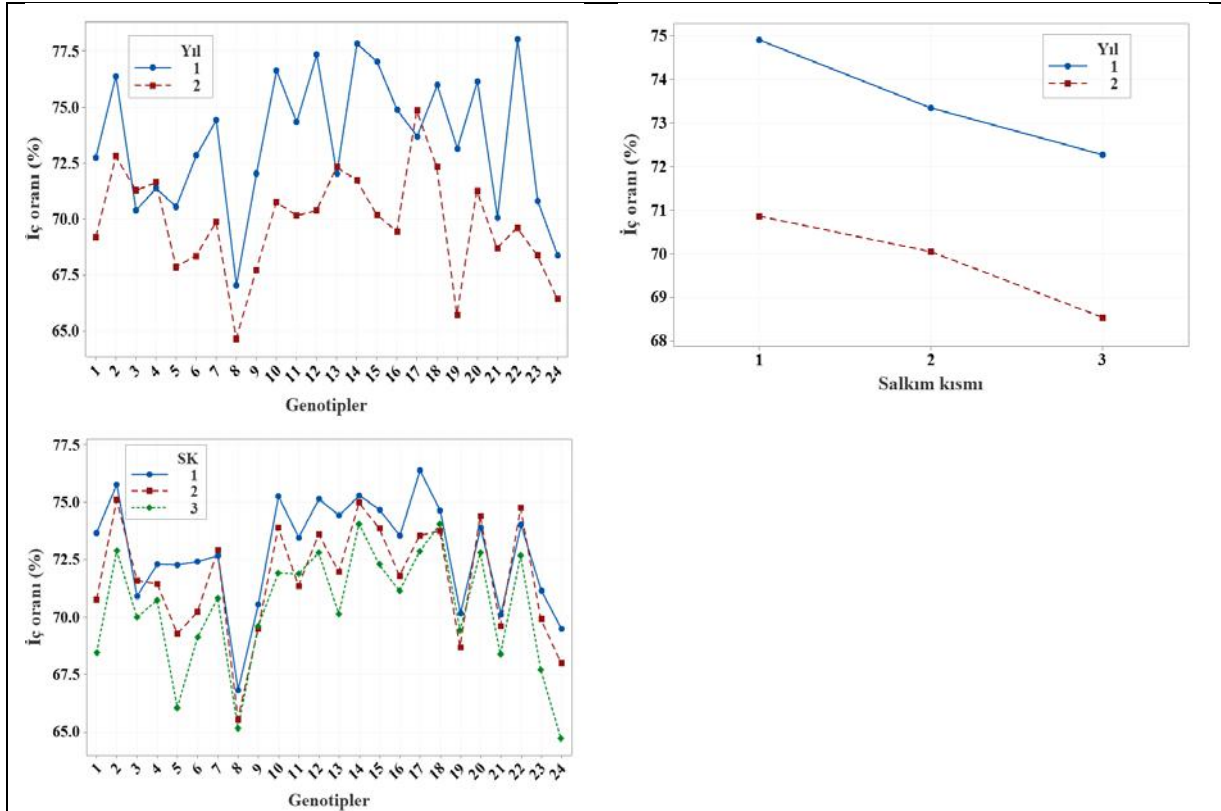 Yıl
1
2
İç oranı (%)
77.5
75.0
72.5
70.0
67.5
65.0
1 2 3 4 5 6 7 8 9 10 11 12 13 14 15 16 17 18 19 20 21 22 23 24
Genotipler
Yıl
1
2
İç oranı (%)
75
74
73
72
71
70
69
68
1 2 3
Salkım kısmı
SK
1
2
3
İç oranı (%)
77.5
75.0
72.5
70.0
67.5
65.0
1 2 3 4 5 6 7 8 9 10 11 12 13 14 15 16 17 18 19 20 21 22 23 24
Genotipler